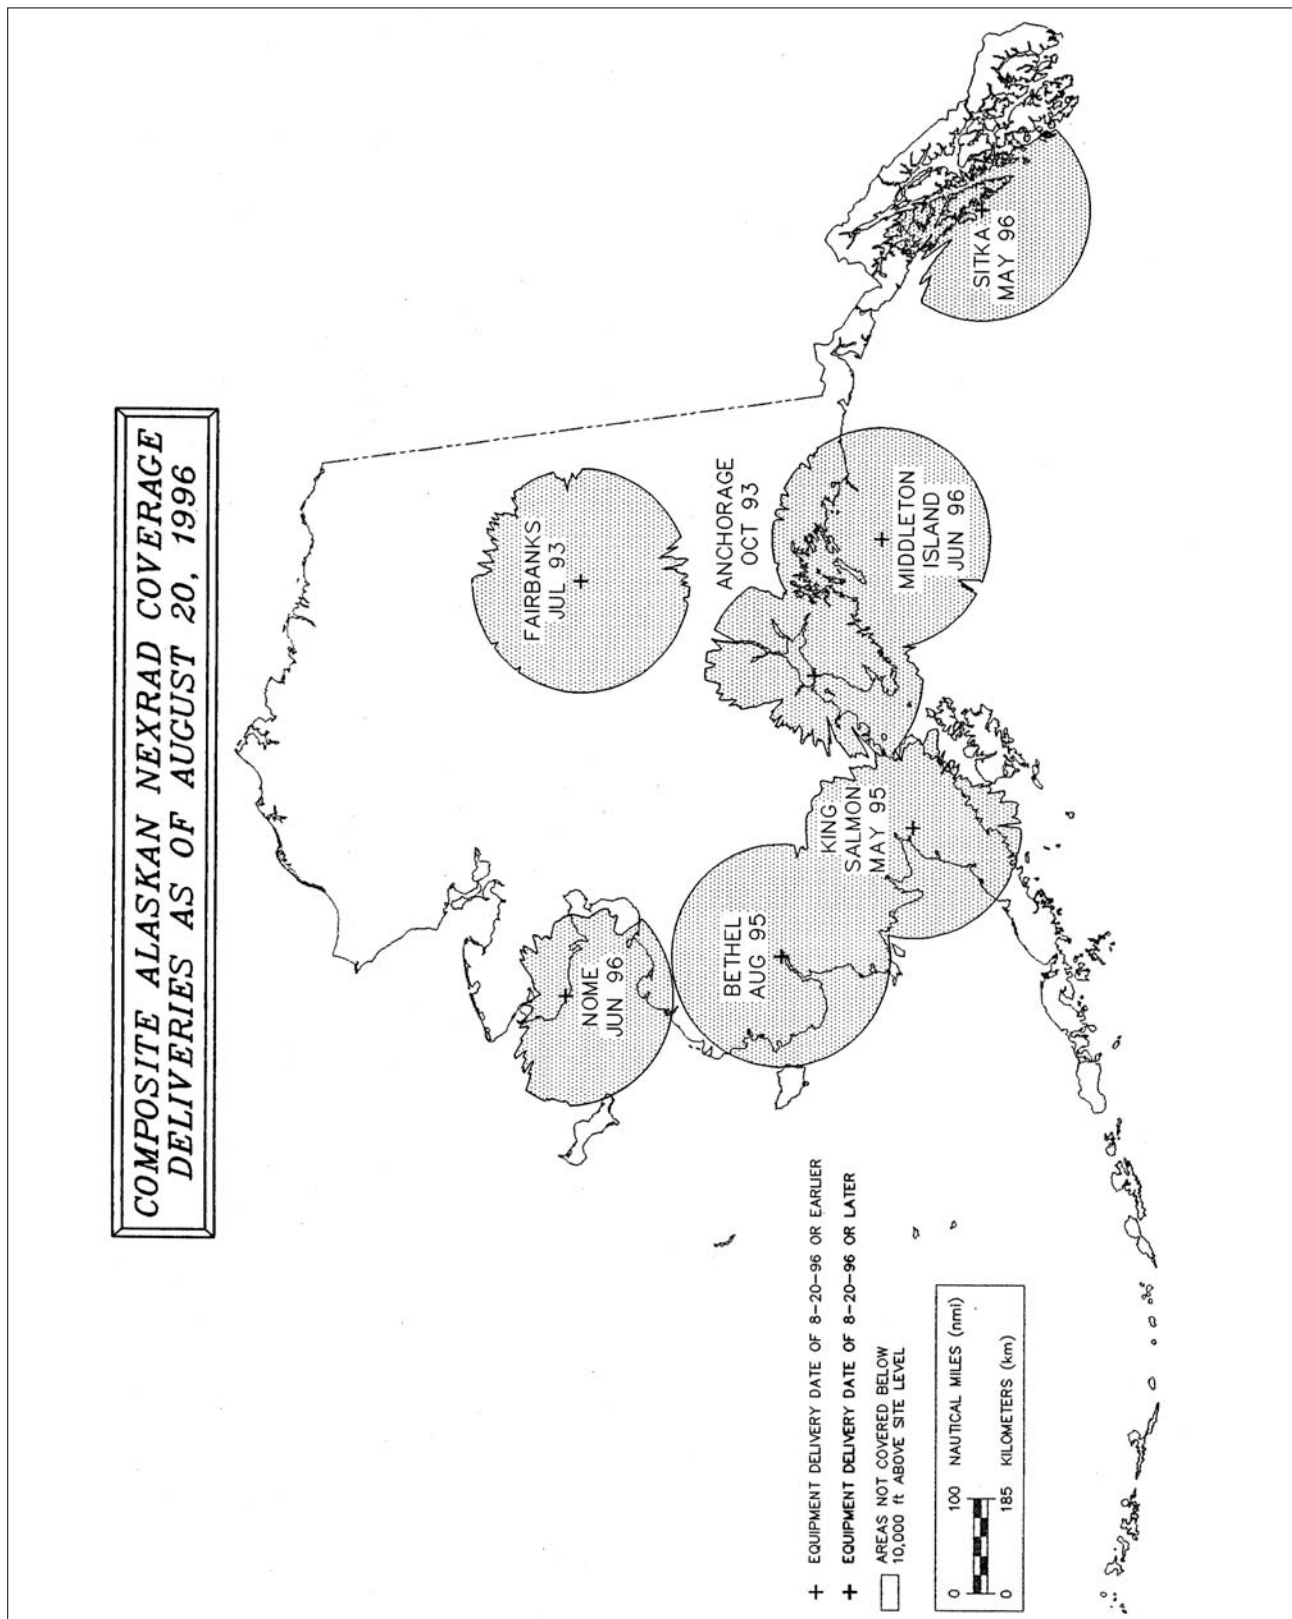 COMPOSITE ALASKAN NEXRAD COVERAGE
DELIVERIES AS OF AUGUST 20, 1996
FAIRBANKS
JUL 93
ANCHORAGE
OCT 93
MIDDLETON
ISLAND
JUN 96
SITKA
MAY 96
KING
SALMON
MAY 95
BETHEL
AUG 95
NOME
JUN 96
+ EQUIPMENT DELIVERY DATE OF 8-20-96 OR EARLIER
+ EQUIPMENT DELIVERY DATE OF 8-20-96 OR LATER
AREAS NOT COVERED BELOW
10,000 ft ABOVE SITE LEVEL
0 100 NAUTICAL MILES (nmi)
0 185 KILOMETERS (km)